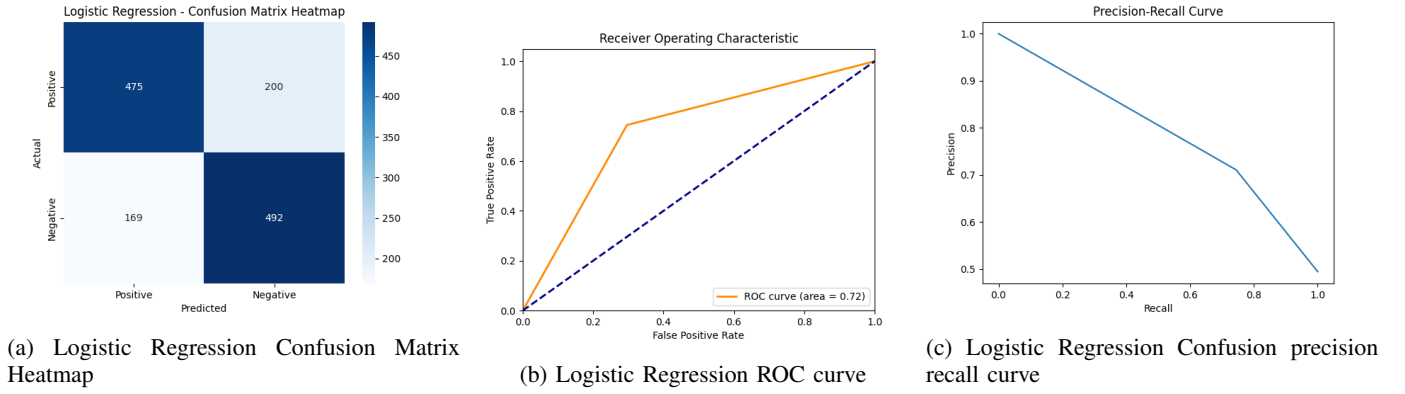 Logistic Regression - Confusion Matrix Heatmap
Positive
Negative
Actual
475
200
169
492
Positive
Negative
Predicted
450
400
350
300
250
200
(a) Logistic Regression Confusion Matrix
Heatmap
Receiver Operating Characteristic
True Positive Rate
1.0
0.8
0.6
0.4
0.2
0.0
ROC curve (area = 0.72)
0.0
0.2
0.4
0.6
0.8
1.0
False Positive Rate
(b) Logistic Regression ROC curve
Precision-Recall Curve
Precision
1.0
0.9
0.8
0.7
0.6
0.5
0.0
0.2
0.4
0.6
0.8
1.0
Recall
(c) Logistic Regression Confusion precision
recall curve